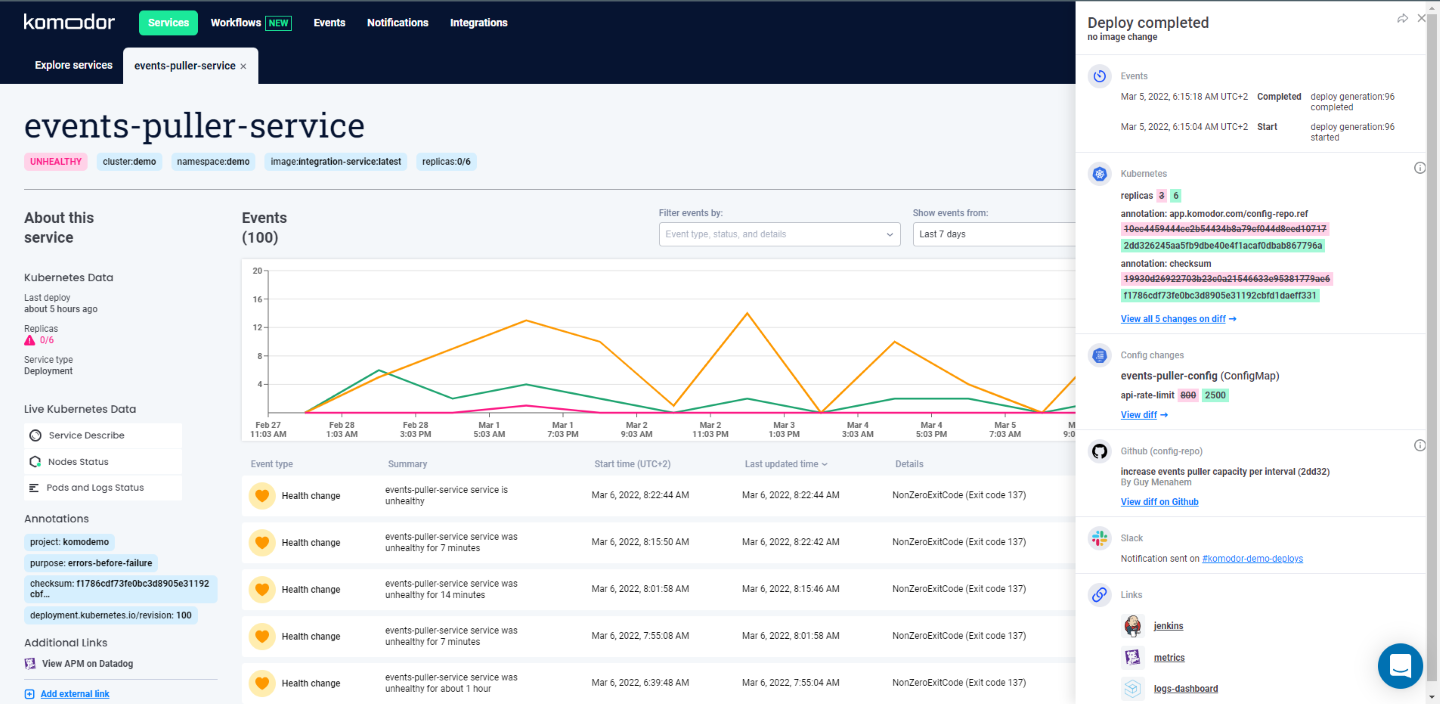 komodor
Services
Workflows NEW
Events
Notifications
Integrations
Explore services
events-puller-service ×
events-puller-service
UNHEALTHY
cluster:demo
namespace:demo
image:integration-service:latest
replicas:0/6
About this
service
Kubernetes Data
Last deploy
about 5 hours ago
Replicas
0/6
Service type
Deployment
Live Kubernetes Data
Service Describe
Nodes Status
Pods and Logs Status
Annotations
project: komodemo
purpose: errors-before-failure
checksum: f1786cdf73fe0bc3d8905e31192
cbf...
deployment.kubernetes.io/revision: 100
Additional Links
View APM on Datadog
Add external link
Events
(100)
Filter events by:
Event type, status, and details
Show events from:
Last 7 days
20
16
12
8
4
Feb 27
11:03 AM
Feb 28
1:03 AM
Feb 28
3:03 PM
Mar 1
5:03 AM
Mar 1
7:03 PM
Mar 2
9:03 AM
Mar 2
11:03 PM
Mar 3
1:03 PM
Mar 4
3:03 AM
Mar 4
5:03 PM
Mar 5
7:03 AM
M
9:0
Event type Summary Start time (UTC+2) Last updated time Details
Health change
events-puller-service service is
unhealthy
Mar 6, 2022, 8:22:44 AM
Mar 6, 2022, 8:22:44 AM
NonZeroExitCode (Exit code 137)
Health change
events-puller-service service was
unhealthy for 7 minutes
Mar 6, 2022, 8:15:50 AM
Mar 6, 2022, 8:22:42 AM
NonZeroExitCode (Exit code 137)
Health change
events-puller-service service was
unhealthy for 14 minutes
Mar 6, 2022, 8:01:58 AM
Mar 6, 2022, 8:15:46 AM
NonZeroExitCode (Exit code 137)
Health change
events-puller-service service was
unhealthy for 7 minutes
Mar 6, 2022, 7:55:08 AM
Mar 6, 2022, 8:01:58 AM
NonZeroExitCode (Exit code 137)
Health change
events-puller-service service was
unhealthy for about 1 hour
Mar 6, 2022, 6:39:48 AM
Mar 6, 2022, 7:55:04 AM
NonZeroExitCode (Exit code 137)
Deploy completed
no image change
Events
Mar 5, 2022, 6:15:18 AM UTC+2 Completed deploy generation:96
completed
Mar 5, 2022, 6:15:04 AM UTC+2 Start deploy generation:96
started
Kubernetes
replicas 3 6
annotation: app.komodor.com/config-repo.ref
10ec4459444cc2b54434b8a79cf044d8eed10717
2dd326245aa5fb9dbe40e4f1acaf0dbab867796a
annotation: checksum
19930d26922703b23c0a21546633e95381779ae6
f1786cdf73fe0bc3d8905e31192cbfd1daeff331
View all 5 changes on diff →
Config changes
events-puller-config (ConfigMap)
api-rate-limit 800 2500
View diff →
Github (config-repo)
increase events puller capacity per interval (2dd32)
By Guy Menahem
View diff on Github
Slack
Notification sent on #komodor-demo-deploys
Links
jenkins
metrics
logs-dashboard